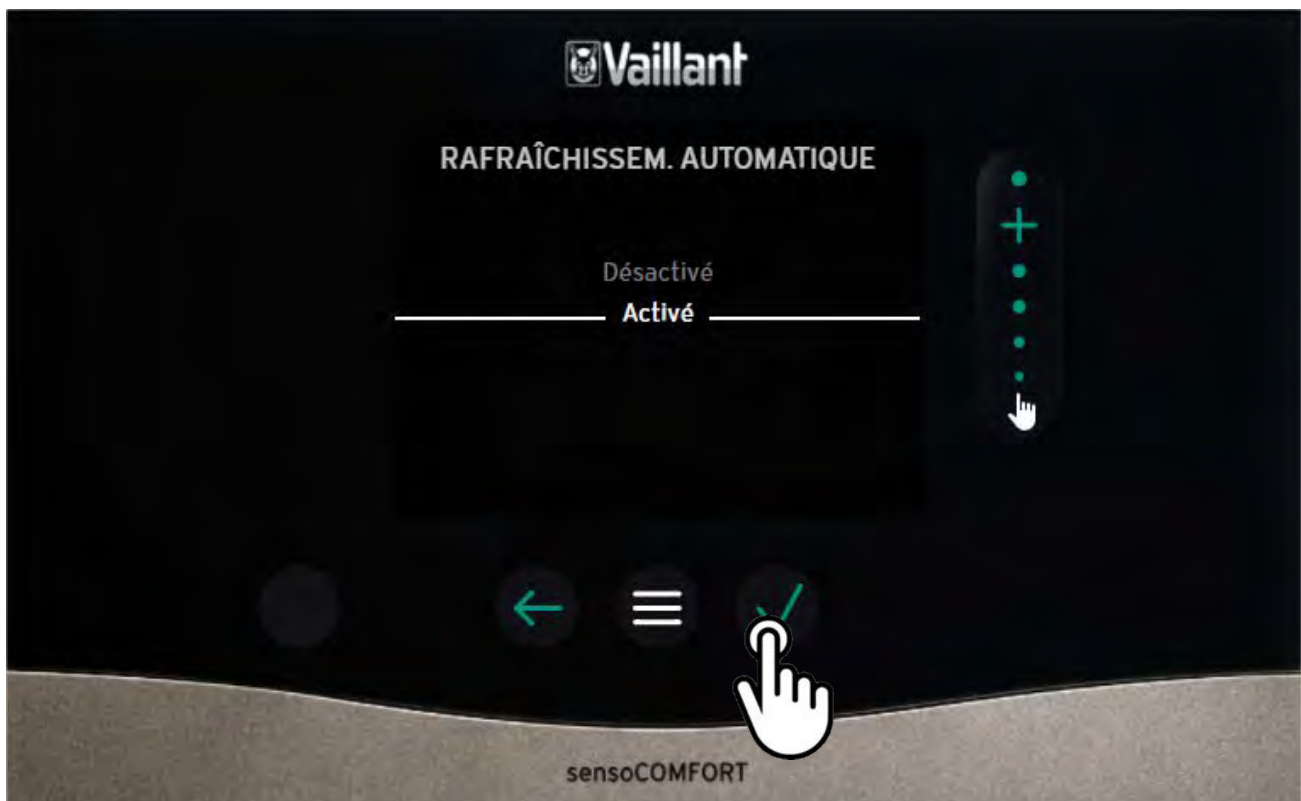 Vaillant
RAFRAÎCHISSEM. AUTOMATIQUE
Désactivé
Activé
sensoCOMFORT